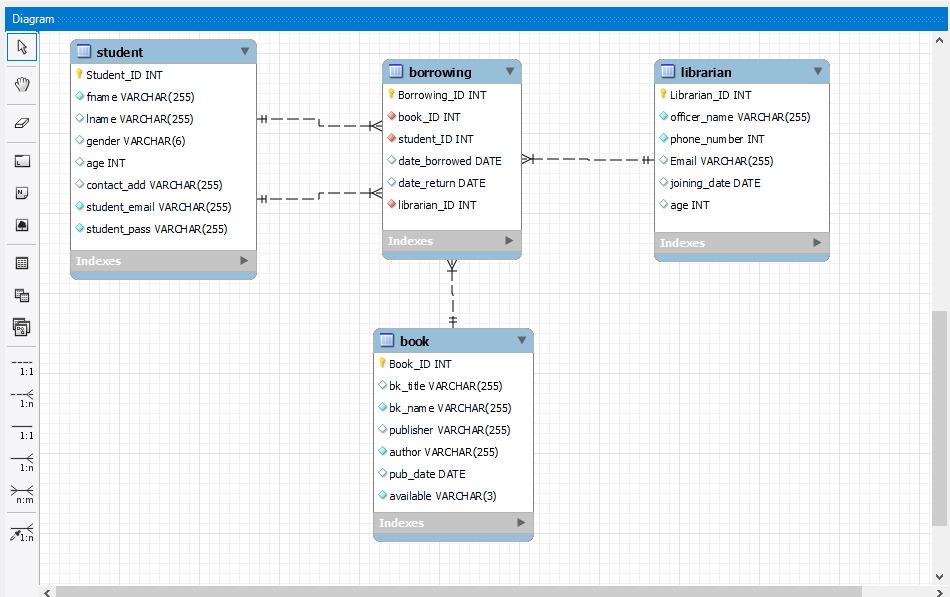 Diagram
student
Student_ID INT
fname VARCHAR(255)
lname VARCHAR(255)
gender VARCHAR(6)
age INT
contact_add VARCHAR(255)
student_email VARCHAR(255)
student_pass VARCHAR(255)
Indexes
borrowing
Borrowing_ID INT
book_ID INT
student_ID INT
date_borrowed DATE
date_return DATE
librarian_ID INT
Indexes
librarian
Librarian_ID INT
officer_name VARCHAR(255)
phone_number INT
Email VARCHAR(255)
joining_date DATE
age INT
Indexes
book
Book_ID INT
bk_title VARCHAR(255)
bk_name VARCHAR(255)
publisher VARCHAR(255)
author VARCHAR(255)
pub_date DATE
available VARCHAR(3)
Indexes
1:1
1:n
1:1
1:n
n:m
1:n